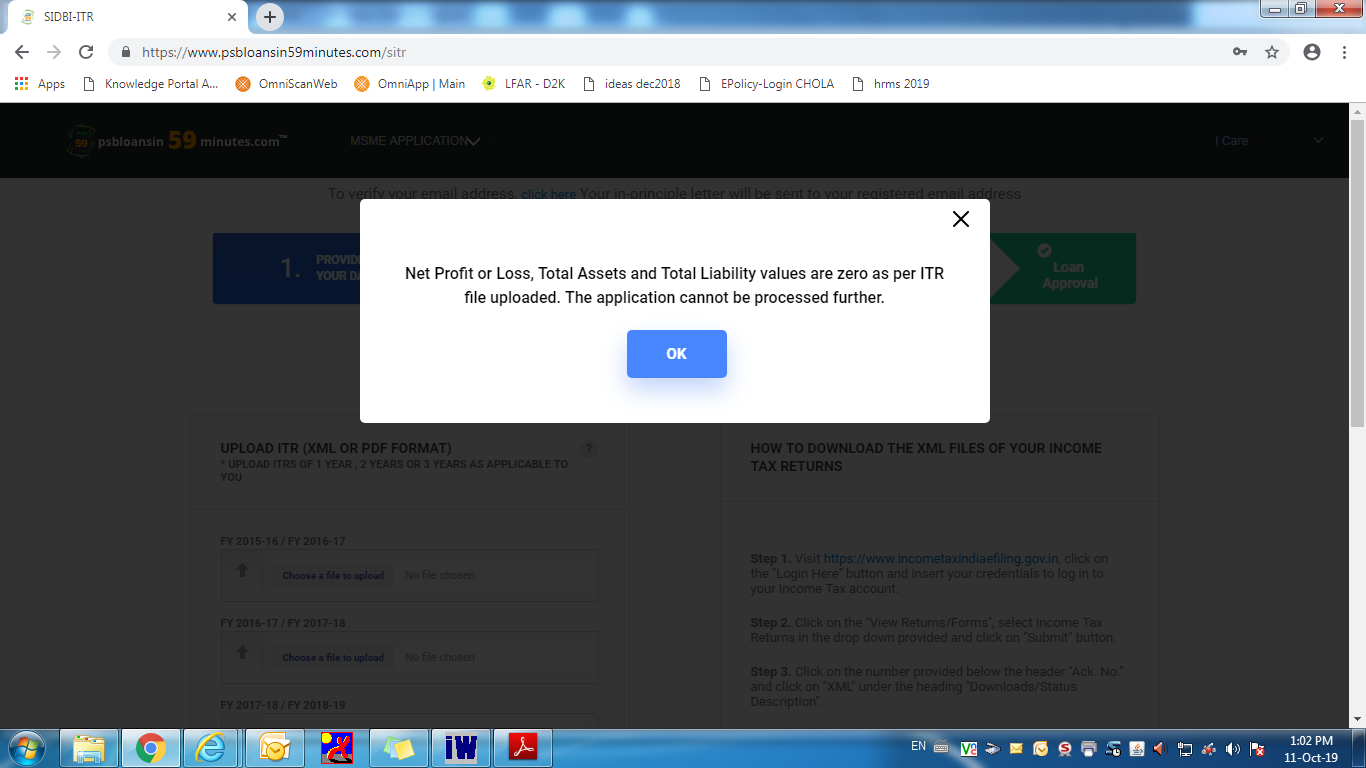 SIDBI-ITR
https://www.psbloansin59minutes.com/sitr
Apps
Knowledge Portal A...
OmniScanWeb
OmniApp | Main
LFAR - D2K
ideas dec2018
EPolicy-Login CHOLA
hrms 2019
psbloansin 59 minutes.com™
MSME APPLICATION
I Care
To verify your email address, click here Your in-principle letter will be sent to your registered email address
1. PROVIDE
YOUR DA
Loan
Approval
Net Profit or Loss, Total Assets and Total Liability values are zero as per ITR
file uploaded. The application cannot be processed further.
OK
UPLOAD ITR (XML OR PDF FORMAT)
?
* UPLOAD ITRS OF 1 YEAR , 2 YEARS OR 3 YEARS AS APPLICABLE TO
YOU
FY 2015-16 / FY 2016-17
Choose a file to upload No file chosen
FY 2016-17 / FY 2017-18
Choose a file to upload No file chosen
FY 2017-18 / FY 2018-19
HOW TO DOWNLOAD THE XML FILES OF YOUR INCOME
TAX RETURNS
Step 1. Visit https://www.incometaxindiaefiling.gov.in, click on
the "Login Here" button and insert your credentials to log in to
your Income Tax account.
Step 2. Click on the "View Returns/Forms", select Income Tax
Returns in the drop down provided and click on "Submit" button.
Step 3. Click on the number provided below the header "Ack. No."
and click on "XML" under the heading "Downloads/Status
Description".
iW
EN
1:02 PM
11-Oct-19